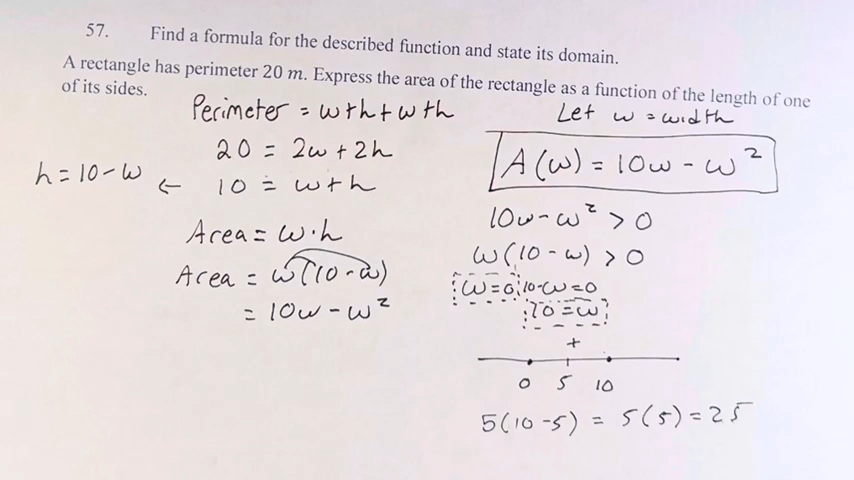 57. Find a formula for the described function and state its domain.
A rectangle has perimeter 20 m. Express the area of the rectangle as a function of the length of one
of its sides.
Perimeter = w+h+w+h
20 = 2w + 2h
h = 10 - w ← 10 = w+h
Area = w·h
Area = w(10-w)
= 10w - w²
Let w = width
A(w) = 10w - w²
10w - w² > 0
w(10 - w) > 0
w=0 10-w=0
10 = w
+
0 5 10
5(10-5) = 5(5) = 25